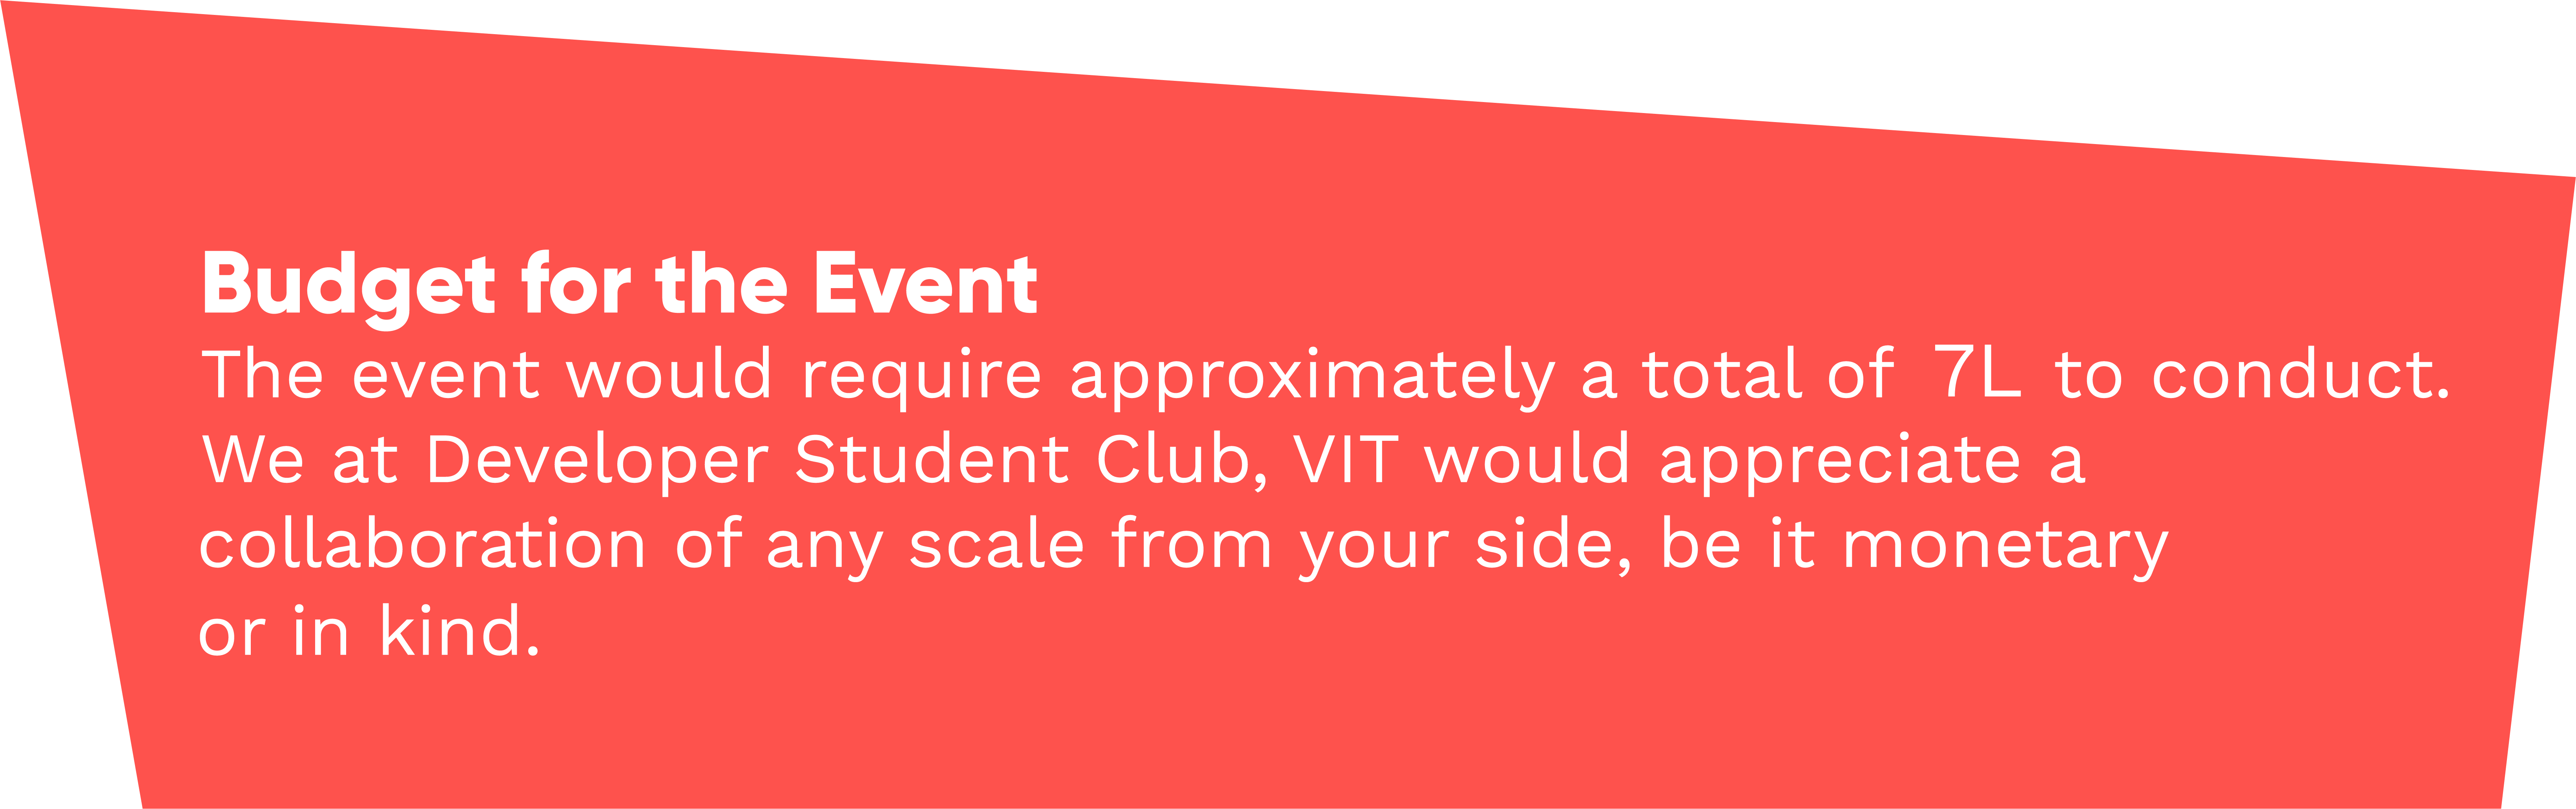 Budget for the Event
The event would require approximately a total of 7L to conduct.
We at Developer Student Club, VIT would appreciate a
collaboration of any scale from your side, be it monetary
or in kind.